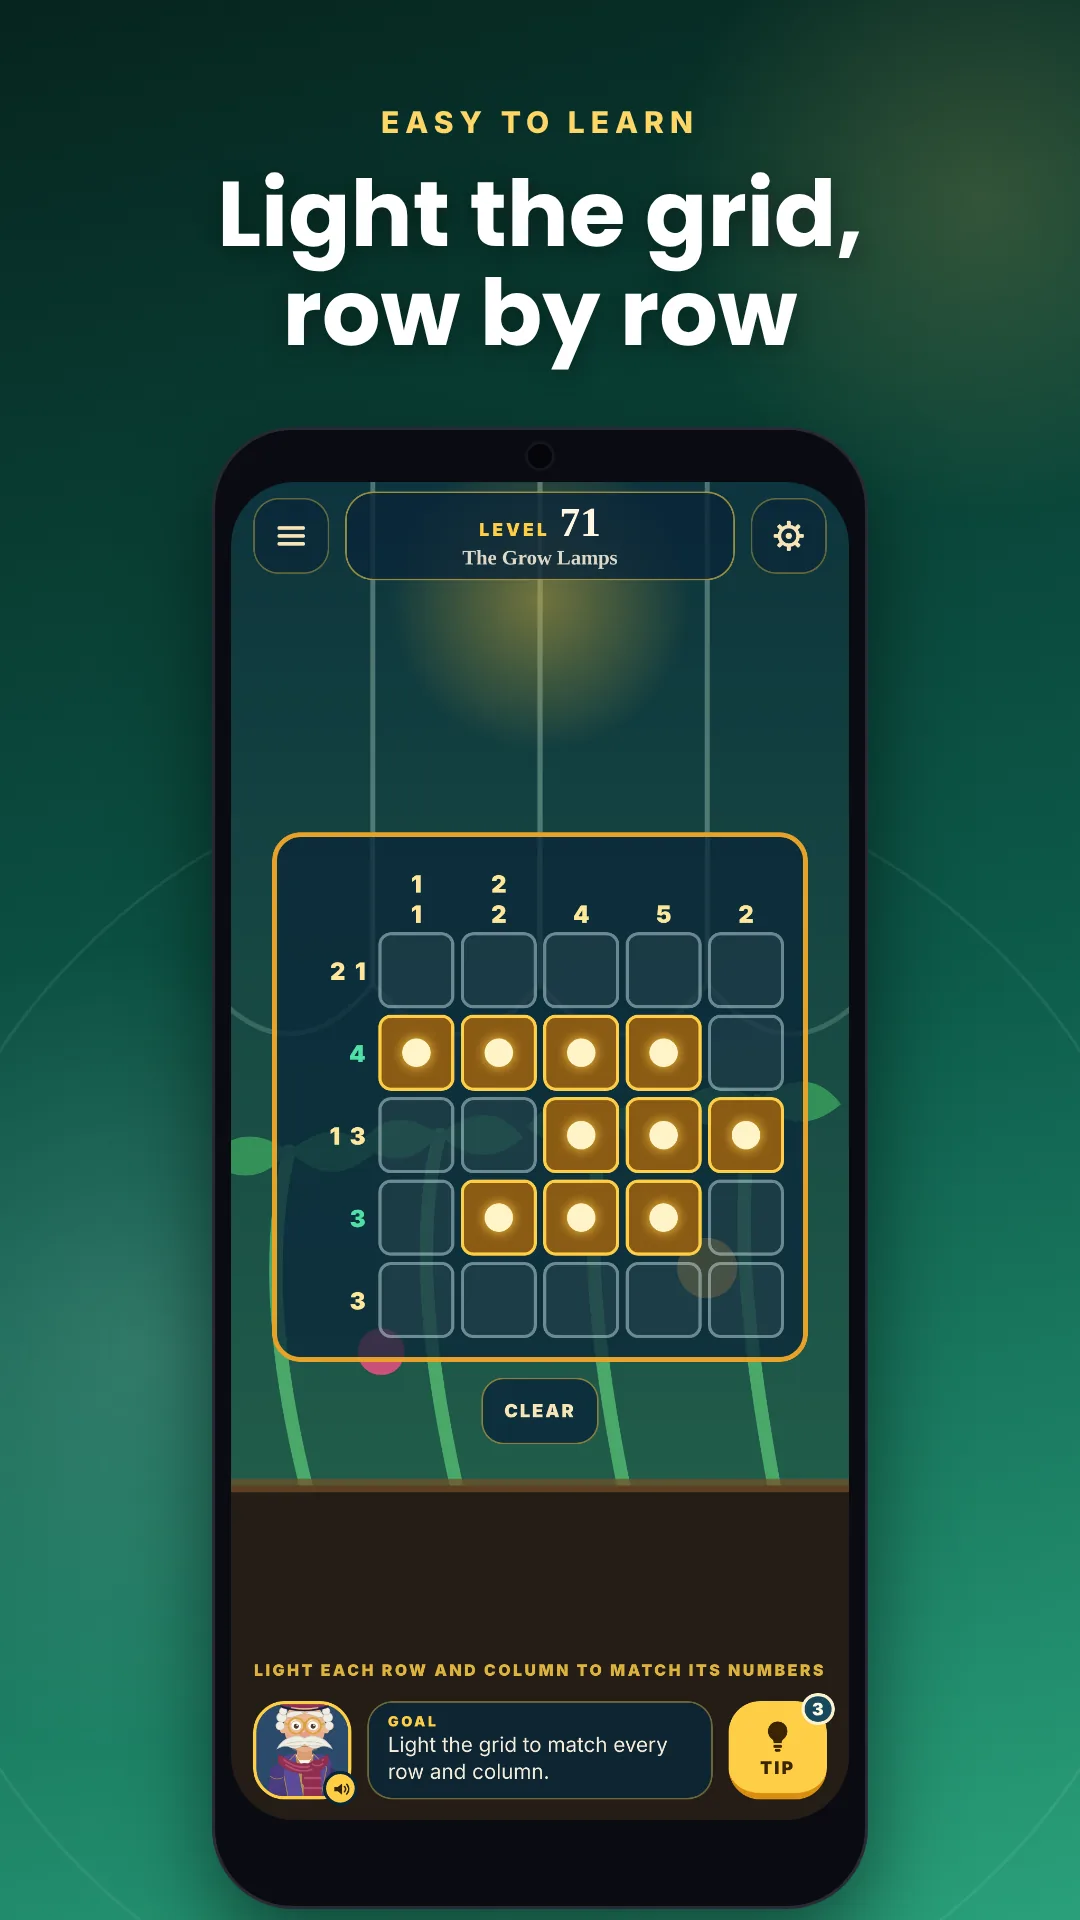 EASY TO LEARN
Light the grid,
row by row
LEVEL 71
The Grow Lamps
1 2
1 2 4 5 2
2 1
4
1 3
3
3
CLEAR
LIGHT EACH ROW AND COLUMN TO MATCH ITS NUMBERS
GOAL
Light the grid to match every
row and column.
3
TIP